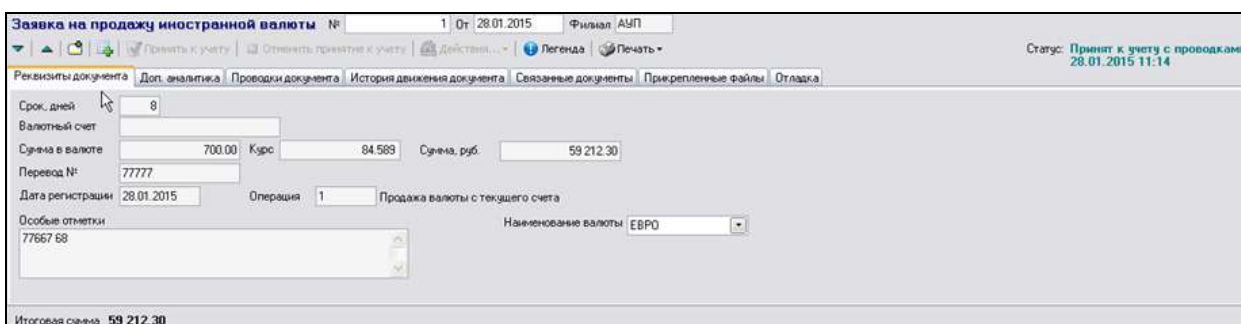 Заявка на продажу иностранной валюты № 1 От 28.01.2015 Филиал АУП
Принять к учету Отменить принятие к учету Действия... Легенда Печать Статус: Принят к учету с проводками
28.01.2015 11:14
Реквизиты документа Доп. аналитика Проводки документа История движения документа Связанные документы Прикрепленные файлы Отладка
Срок, дней 8
Валютный счет
Сумма в валюте 700.00 Курс 84.589 Сумма, руб. 59 212.30
Перевод № 77777
Дата регистрации 28.01.2015 Операция 1 Продажа валюты с текущего счета
Особые отметки Наименование валюты ЕВРО
77667 68
Итоговая сумма 59 212.30